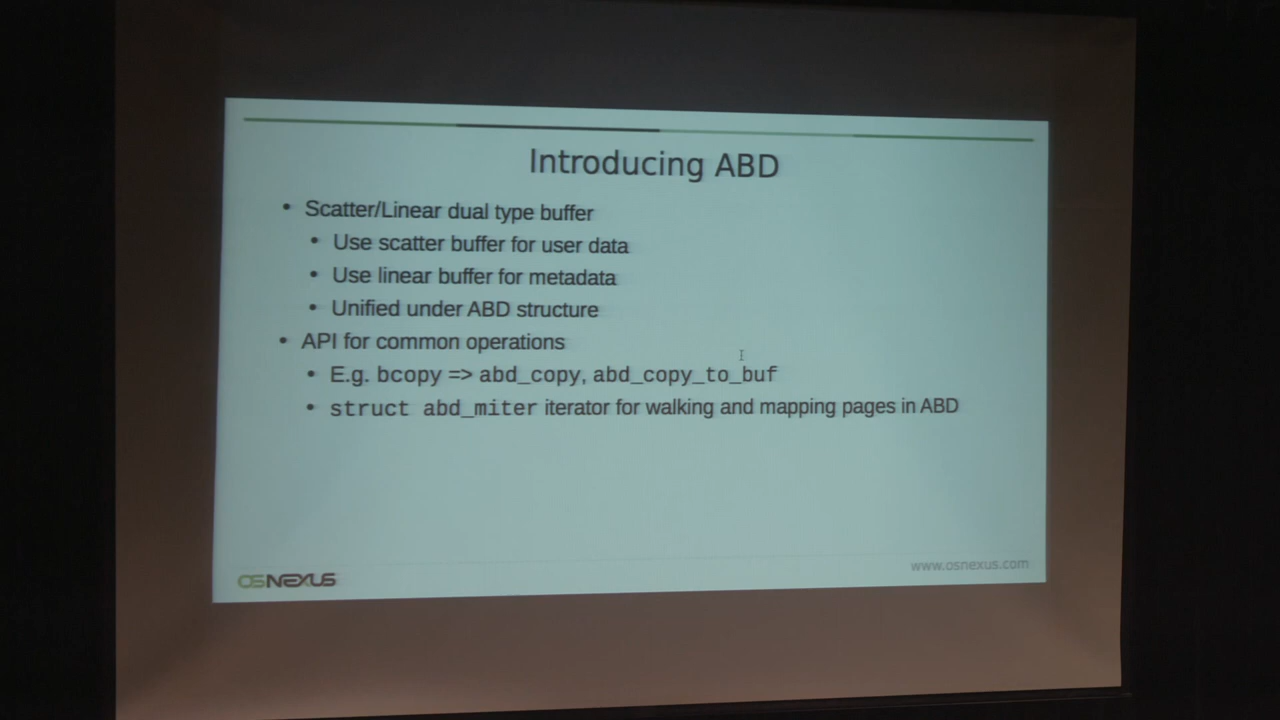 Introducing ABD
• Scatter/Linear dual type buffer
• Use scatter buffer for user data
• Use linear buffer for metadata
• Unified under ABD structure
• API for common operations
• E.g. bcopy => abd_copy, abd_copy_to_buf
• struct abd_miter iterator for walking and mapping pages in ABD
OSNEXUS
www.osnexus.com